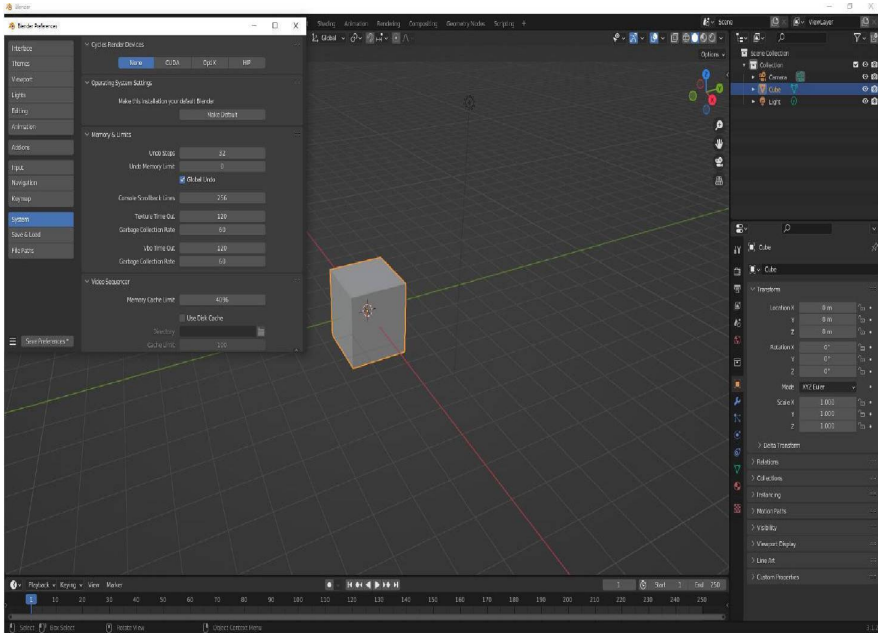 Blender
Blender Preferences
Shading Animation Rendering Compositing Geometry Nodes Scripting +
Scene
ViewLayer
Interface
Themes
Viewport
Lights
Editing
Animation
Add-ons
Input
Navigation
Keymap
System
Save & Load
File Paths
Save Preferences *
Cycles Render Devices
None CUDA OptiX HIP
Operating System Settings
Make this installation your default Blender
Make Default
Memory & Limits
Undo Steps 32
Undo Memory Limit 0
Global Undo
Console Scrollback Lines 256
Texture Time Out 120
Garbage Collection Rate 60
Vbo Time Out 120
Garbage Collection Rate 60
Video Sequencer
Memory Cache Limit 4096
Use Disk Cache
Directory
Cache Limit 100
Global
Options
Scene Collection
Collection
Camera
Cube
Light
Cube
Cube
Transform
Location X 0 m
Y 0 m
Z 0 m
Rotation X 0°
Y 0°
Z 0°
Mode XYZ Euler
Scale X 1.000
Y 1.000
Z 1.000
Delta Transform
Relations
Collections
Instancing
Motion Paths
Visibility
Viewport Display
Line Art
Custom Properties
Playback Keying View Marker
1 Start 1 End 250
1 10 20 30 40 50 60 70 80 90 100 110 120 130 140 150 160 170 180 190 200 210 220 230 240 250
Select Box Select Rotate View Object Context Menu